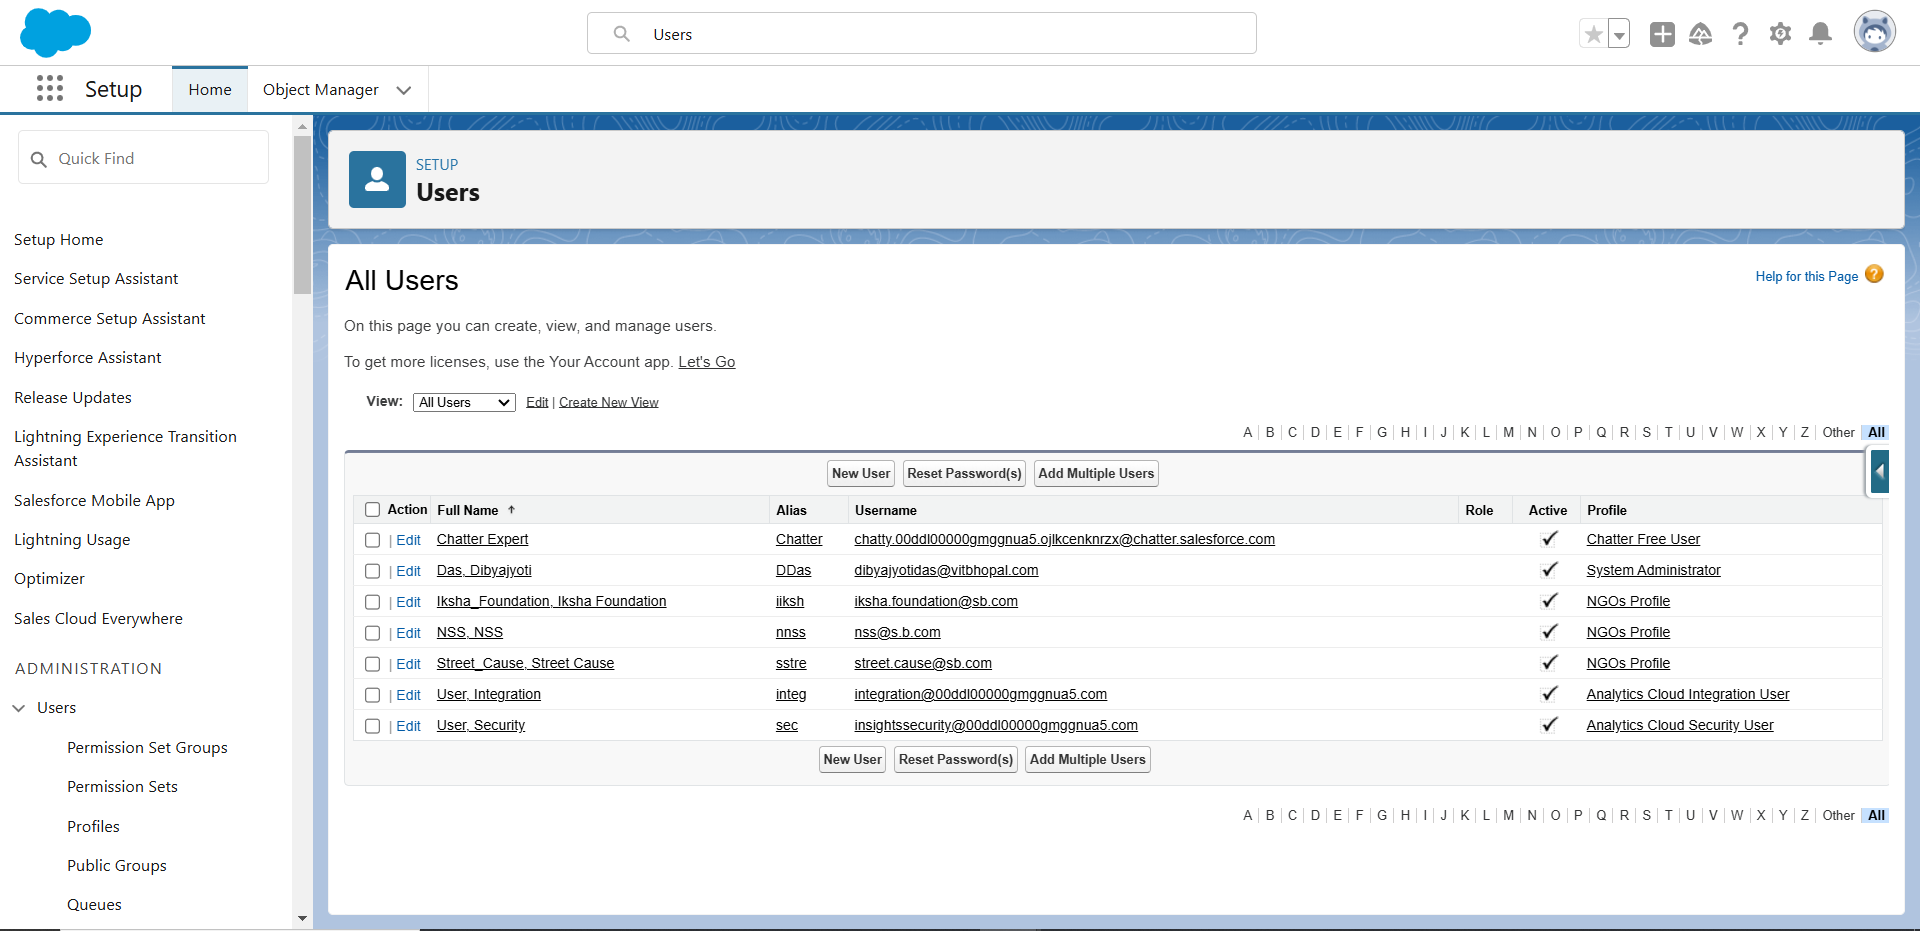 Users
Setup
Home
Object Manager
Quick Find
Setup Home
Service Setup Assistant
Commerce Setup Assistant
Hyperforce Assistant
Release Updates
Lightning Experience Transition
Assistant
Salesforce Mobile App
Lightning Usage
Optimizer
Sales Cloud Everywhere
ADMINISTRATION
Users
Permission Set Groups
Permission Sets
Profiles
Public Groups
Queues
SETUP
Users
All Users
Help for this Page ?
On this page you can create, view, and manage users.
To get more licenses, use the Your Account app. Let's Go
View: All Users Edit | Create New View
A | B | C | D | E | F | G | H | I | J | K | L | M | N | O | P | Q | R | S | T | U | V | W | X | Y | Z | Other | All
New User Reset Password(s) Add Multiple Users
Action Full Name ↑ Alias Username Role Active Profile
| Edit Chatter Expert Chatter chatty.00ddl00000gmggnua5.ojlkcenknrzx@chatter.salesforce.com Chatter Free User
| Edit Das, Dibyajyoti DDas dibyajyotidas@vitbhopal.com System Administrator
| Edit Iksha_Foundation, Iksha Foundation iiksh iksha.foundation@sb.com NGOs Profile
| Edit NSS, NSS nnss nss@s.b.com NGOs Profile
| Edit Street_Cause, Street Cause sstre street.cause@sb.com NGOs Profile
| Edit User, Integration integ integration@00ddl00000gmggnua5.com Analytics Cloud Integration User
| Edit User, Security sec insightssecurity@00ddl00000gmggnua5.com Analytics Cloud Security User
New User Reset Password(s) Add Multiple Users
A | B | C | D | E | F | G | H | I | J | K | L | M | N | O | P | Q | R | S | T | U | V | W | X | Y | Z | Other | All